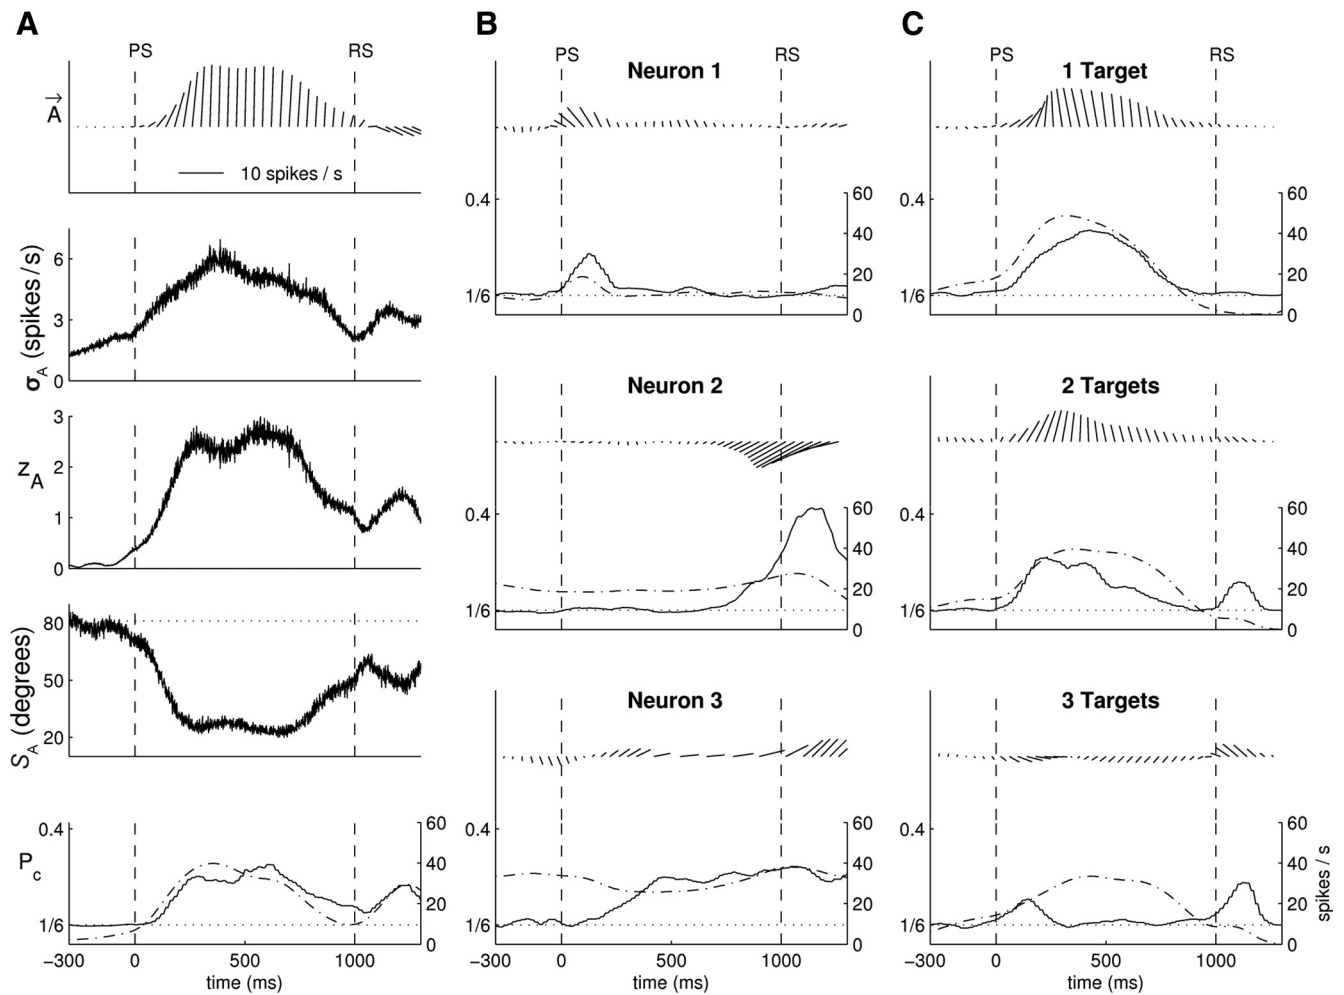 A
B
C
PS
RS
A
10 spikes / s
σA (spikes / s)
6
3
0
zA
3
2
1
0
SA (degrees)
80
50
20
Pc
0.4
1/6
60
40
20
0
−300
0
500
1000
time (ms)
PS
RS
Neuron 1
0.4
1/6
60
40
20
0
Neuron 2
0.4
1/6
60
40
20
0
Neuron 3
0.4
1/6
−300
0
500
1000
time (ms)
PS
RS
1 Target
0.4
1/6
60
40
20
0
2 Targets
0.4
1/6
60
40
20
0
3 Targets
0.4
1/6
60
40
20
0
spikes / s
−300
0
500
1000
time (ms)